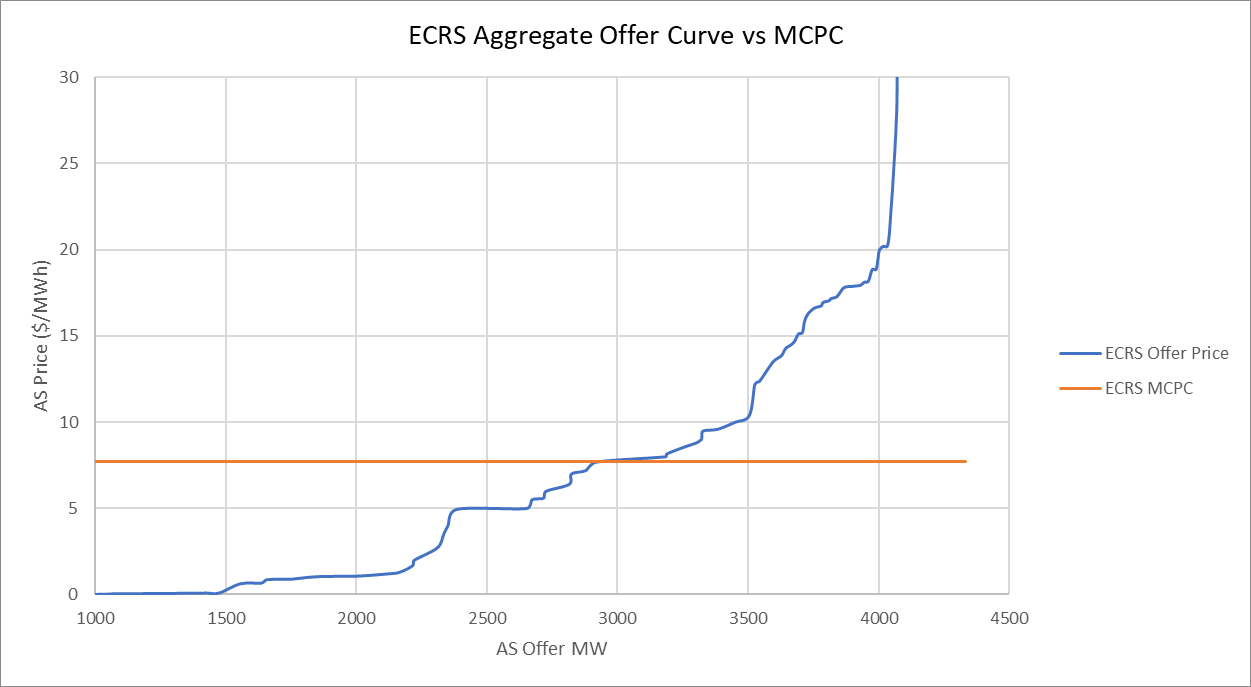 ECRS Aggregate Offer Curve vs MCPC
30
25
20
15
10
5
0
AS Price ($/MWh)
1000 1500 2000 2500 3000 3500 4000 4500
AS Offer MW
ECRS Offer Price
ECRS MCPC